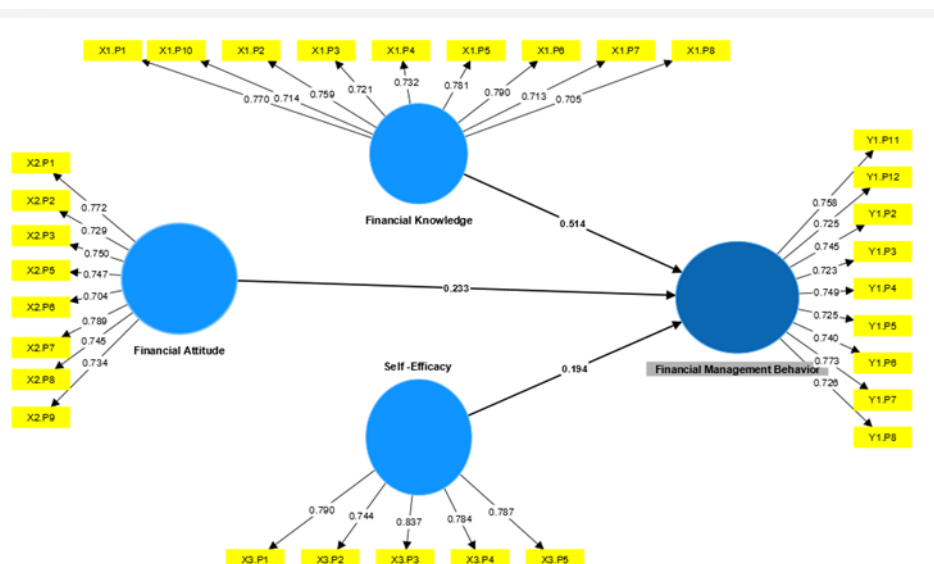 X1.P1 X1.P10 X1.P2 X1.P3 X1.P4 X1.P5 X1.P6 X1.P7 X1.P8
0.770 0.714 0.759 0.721 0.732 0.781 0.790 0.713 0.705
Financial Knowledge
X2.P1
X2.P2
X2.P3
X2.P5
X2.P6
X2.P7
X2.P8
X2.P9
0.772
0.729
0.750
0.747
0.704
0.789
0.745
0.734
Financial Attitude
0.514
0.233
0.194
Self -Efficacy
0.790 0.744 0.837 0.784 0.787
X3.P1 X3.P2 X3.P3 X3.P4 X3.P5
Financial Management Behavior
0.758
0.725
0.745
0.723
0.749
0.725
0.740
0.773
0.726
Y1.P11
Y1.P12
Y1.P2
Y1.P3
Y1.P4
Y1.P5
Y1.P6
Y1.P7
Y1.P8